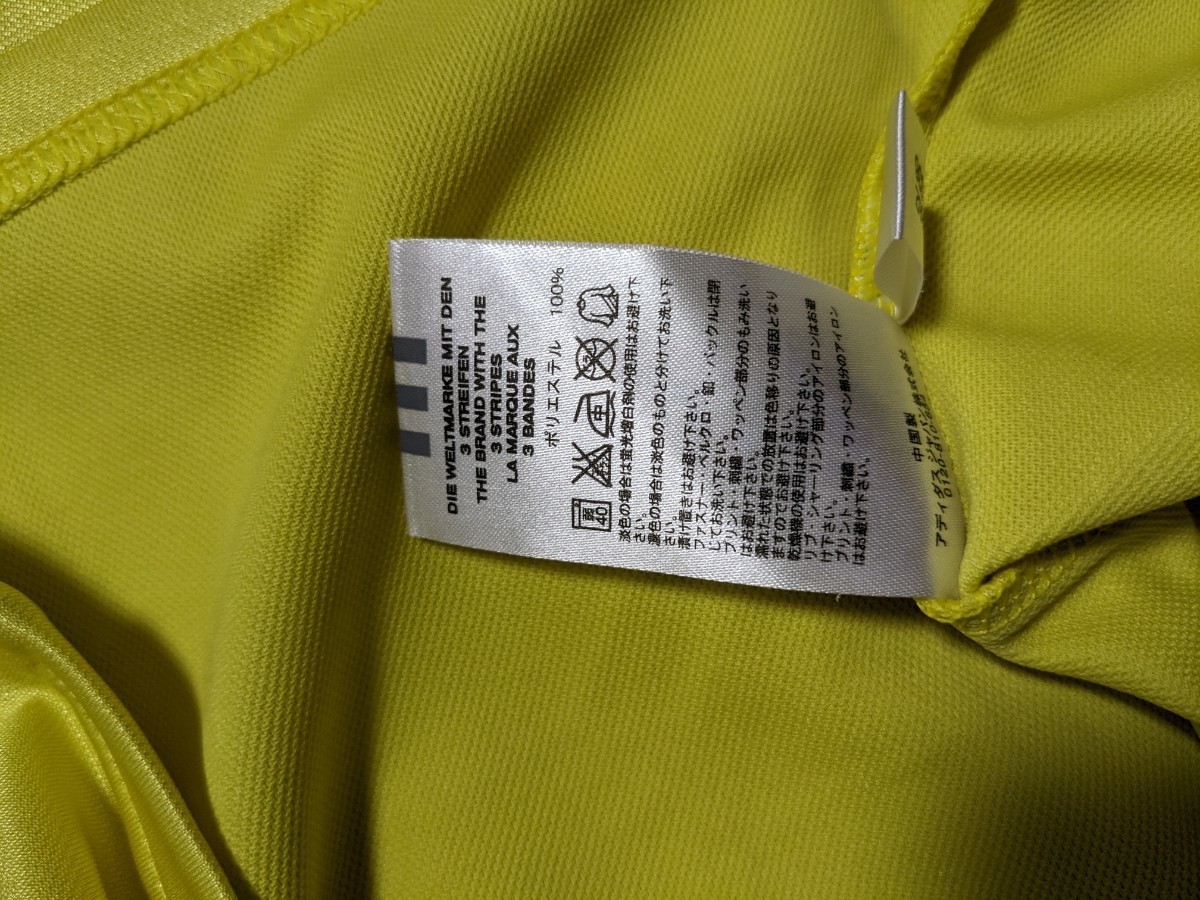 DIE WELTMARKE MIT DEN
3 STREIFEN
THE BRAND WITH THE
3 STRIPES
LA MARQUE AUX
3 BANDES
ポリエステル 100%
40
淡色の場合は蛍光増白剤の使用はお避け下
さい。
濃色の場合は淡色のものと分けてお洗い下
さい。
漬け置きはお避け下さい。
ファスナー・ベルクロ 釦・バックルは閉
してお洗い下さい。
プリント・刺繍・ワッペン部分のもみ洗い
はお避け下さい。
濡れた状態での放置は色移りの原因となり
ますのでお避け下さい。
乾燥機の使用はお避け下さい。
リブ・シャーリング部分のアイロンはお避
け下さい。
プリント 刺繍・ワッペン部分のアイロン
はお避け下さい。
中国製
アディダス ジャパン株式会社